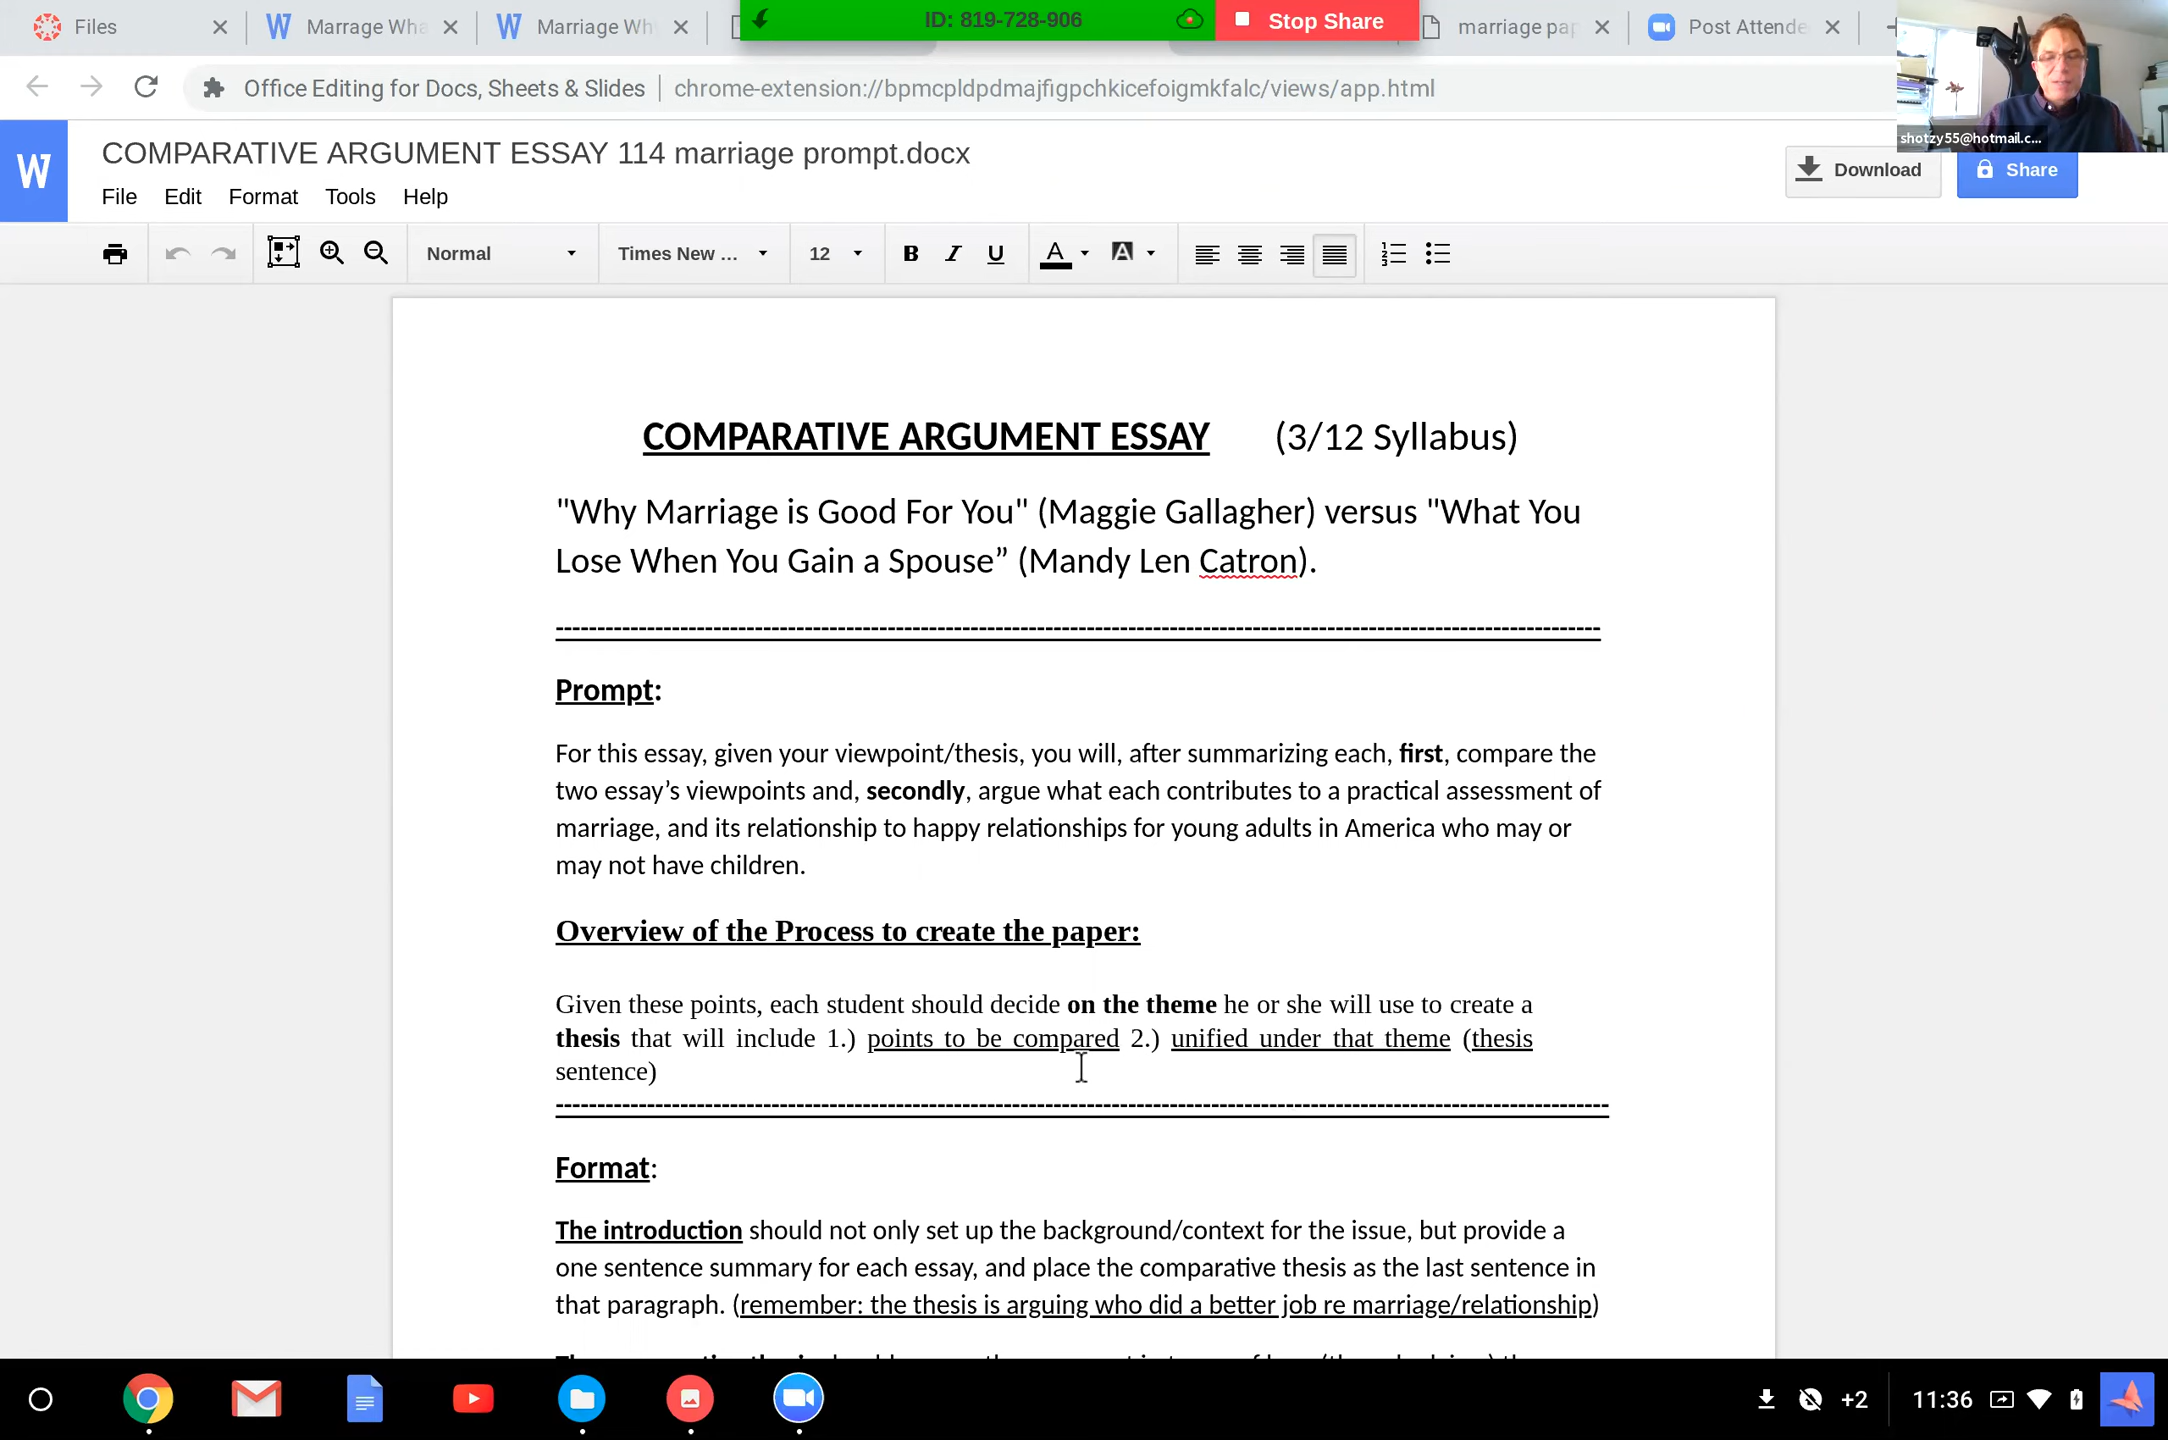 Files
Marrage Wha
Marriage Wh
ID: 819-728-906
Stop Share
marriage pap
Post Attende
Office Editing for Docs, Sheets & Slides
chrome-extension://bpmcpldpdmajfigpchkicefoigmkfalc/views/app.html
shotzy55@hotmail.c...
W
COMPARATIVE ARGUMENT ESSAY 114 marriage prompt.docx
Download
Share
File Edit Format Tools Help
Normal
Times New ...
12
B I U A A
COMPARATIVE ARGUMENT ESSAY (3/12 Syllabus)
"Why Marriage is Good For You" (Maggie Gallagher) versus "What You
Lose When You Gain a Spouse” (Mandy Len Catron).
Prompt:
For this essay, given your viewpoint/thesis, you will, after summarizing each, first, compare the
two essay’s viewpoints and, secondly, argue what each contributes to a practical assessment of
marriage, and its relationship to happy relationships for young adults in America who may or
may not have children.
Overview of the Process to create the paper:
Given these points, each student should decide on the theme he or she will use to create a
thesis that will include 1.) points to be compared 2.) unified under that theme (thesis
sentence)
Format:
The introduction should not only set up the background/context for the issue, but provide a
one sentence summary for each essay, and place the comparative thesis as the last sentence in
that paragraph. (remember: the thesis is arguing who did a better job re marriage/relationship)
+2
11:36